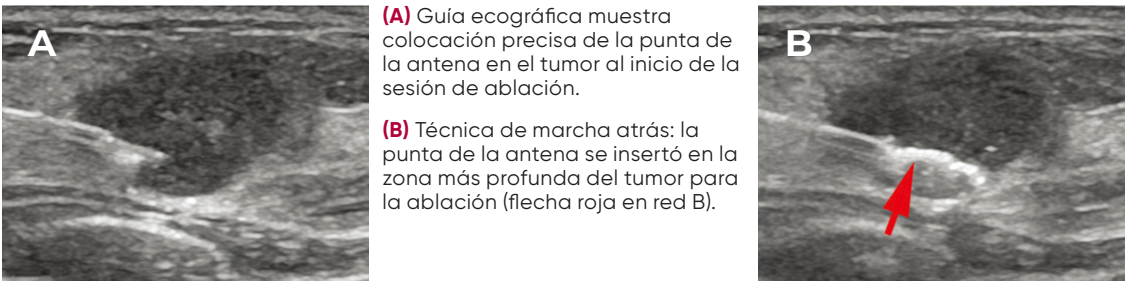 A
(A) Guía ecográfica muestra
colocación precisa de la punta de
la antena en el tumor al inicio de la
sesión de ablación.
(B) Técnica de marcha atrás: la
punta de la antena se insertó en la
zona más profunda del tumor para
la ablación (flecha roja en red B).
B